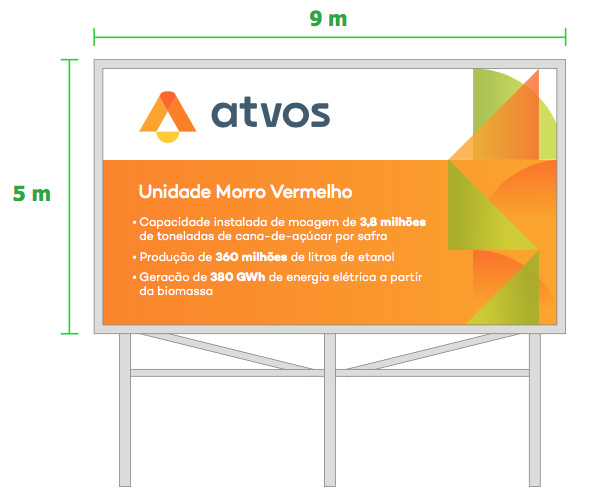 9 m
5 m
atvos
Unidade Morro Vermelho
• Capacidade instalada de moagem de 3,8 milhões
de toneladas de cana-de-açúcar por safra
• Produção de 360 milhões de litros de etanol
• Geracão de 380 GWh de energia elétrica a partir
da biomassa